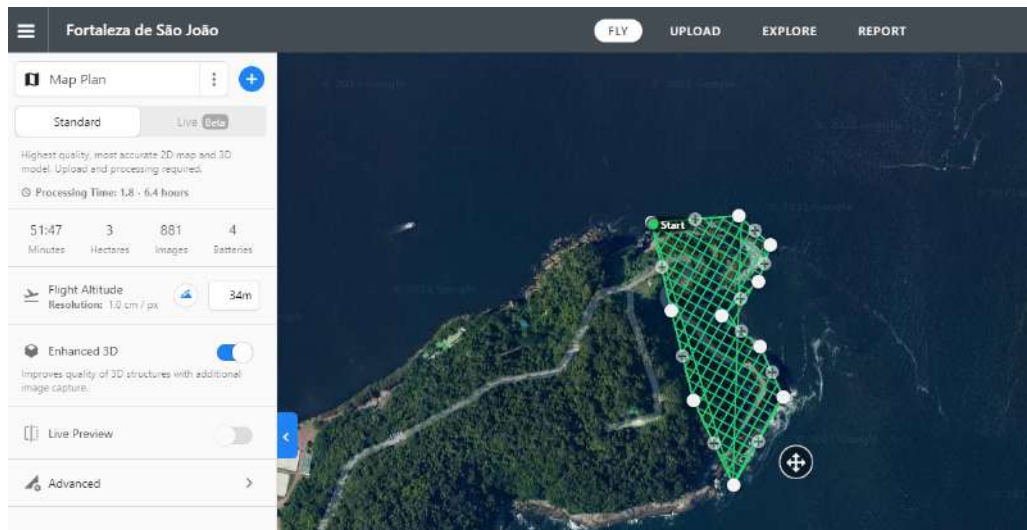 Fortaleza de São João
FLY UPLOAD EXPLORE REPORT
Map Plan
Standard Live Beta
Highest quality, most accurate 2D map and 3D
model. Upload and processing required.
Processing Time: 1.8 - 6.4 hours
51:47 3 881 4
Minutes Hectares Images Batteries
Flight Altitude
Resolution: 1.0 cm / px
34m
Enhanced 3D
Improves quality of 3D structures with additional
image capture.
Live Preview
Advanced
Start